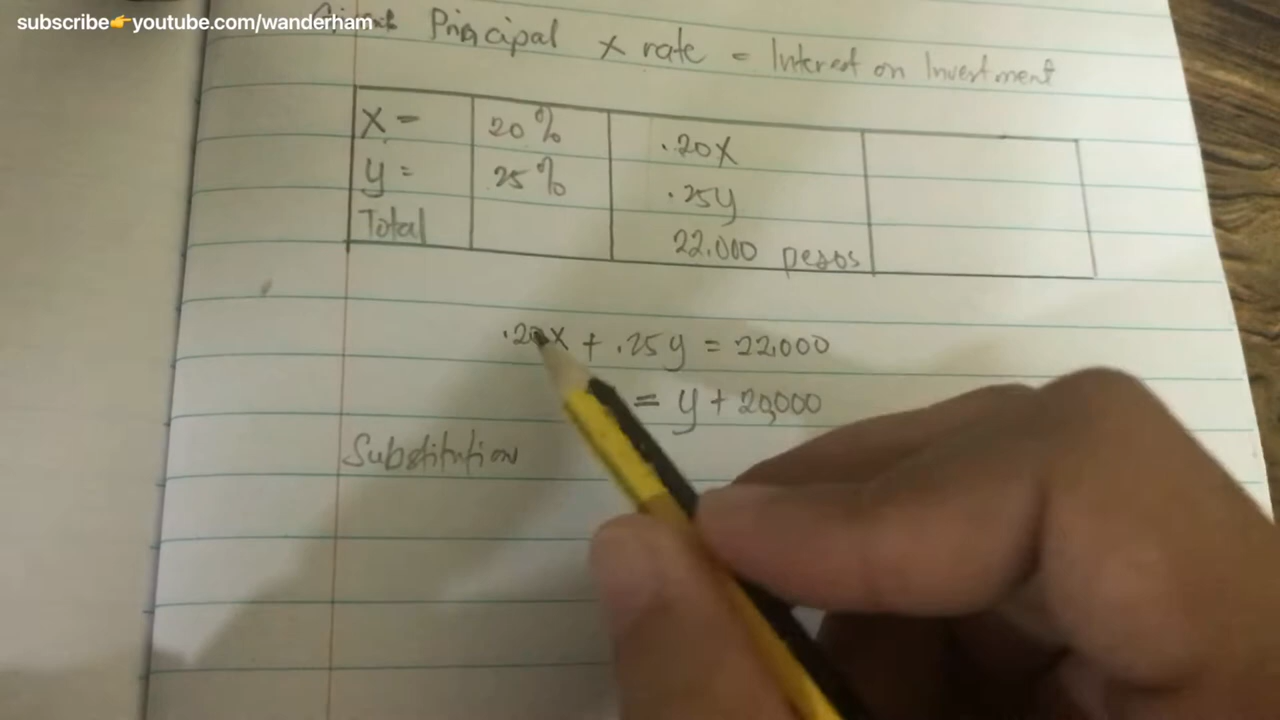 subscribe👉youtube.com/wanderham
Principal x rate = Interest on Investment
X = 20% .20X
y = 25% .25y
Total 22,000 pesos
.20X + .25y = 22,000
= y + 20,000
Substitution